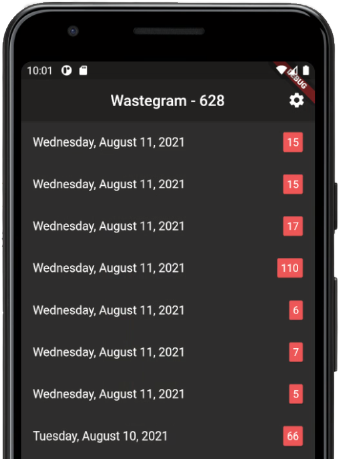 10:01
DEBUG
Wastegram - 628
Wednesday, August 11, 2021 15
Wednesday, August 11, 2021 15
Wednesday, August 11, 2021 17
Wednesday, August 11, 2021 110
Wednesday, August 11, 2021 6
Wednesday, August 11, 2021 7
Wednesday, August 11, 2021 5
Tuesday, August 10, 2021 66